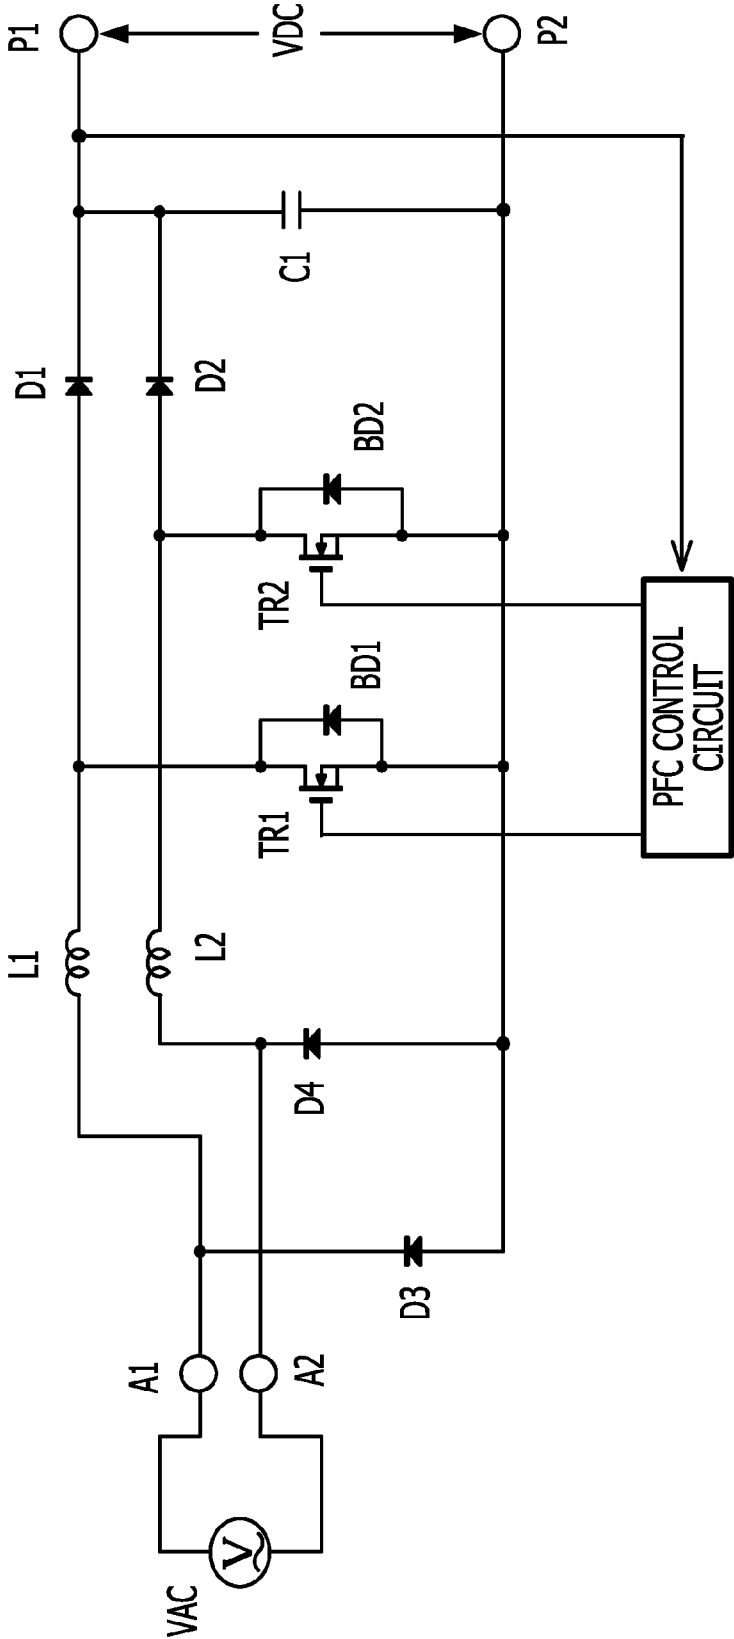 P1
VDC
P2
C1
D1
D2
BD2
TR2
BD1
TR1
PFC CONTROL
CIRCUIT
L1
L2
D4
D3
A1
A2
V
VAC